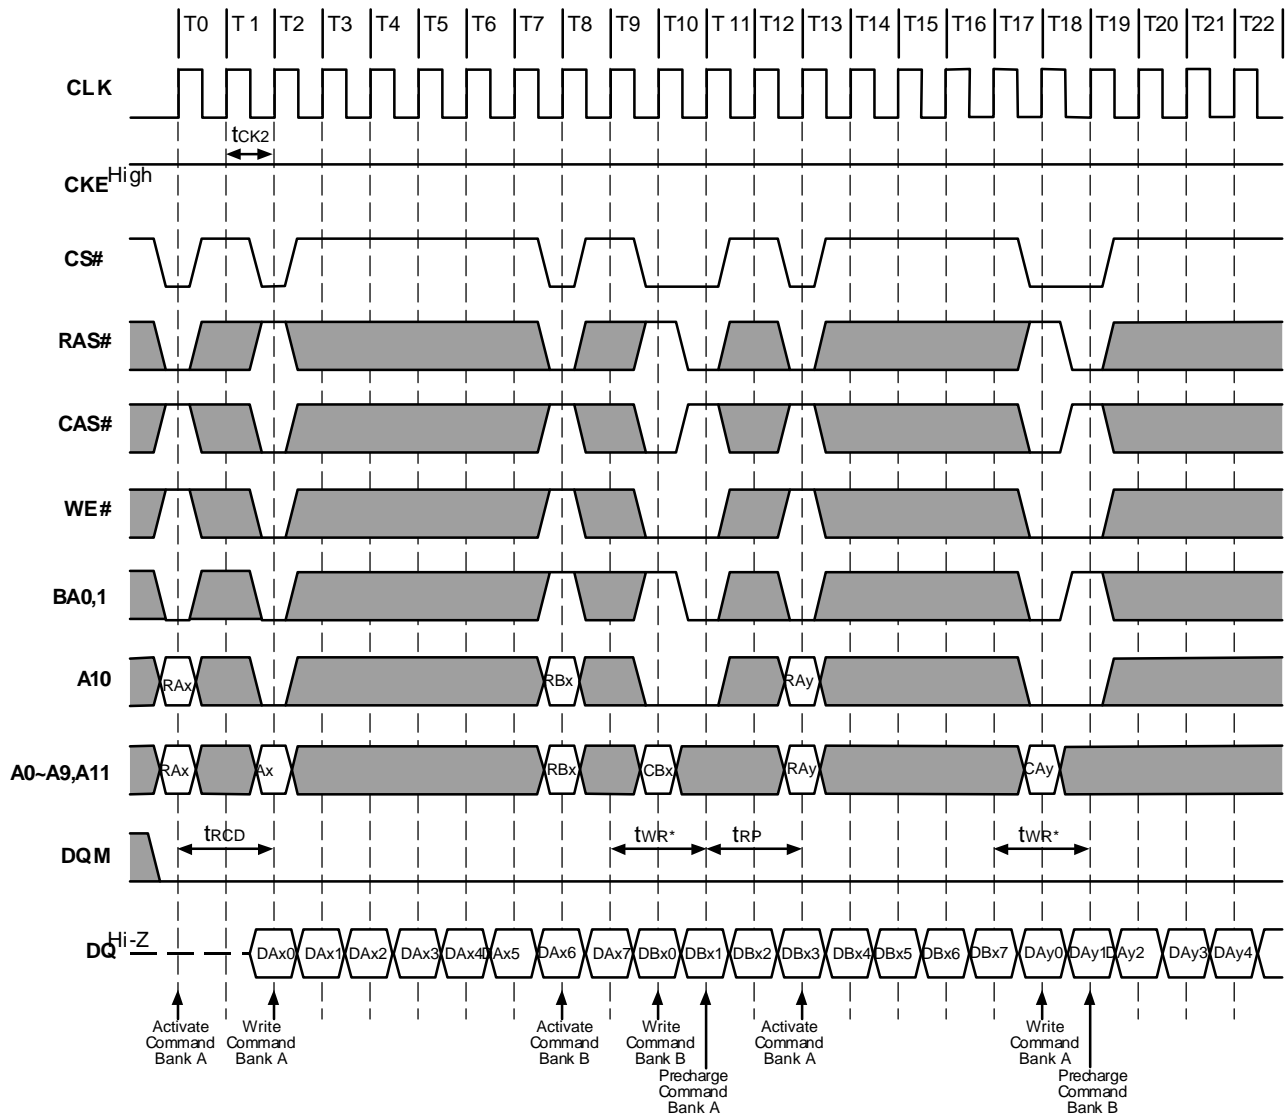 T0 T1 T2 T3 T4 T5 T6 T7 T8 T9 T10 T11 T12 T13 T14 T15 T16 T17 T18 T19 T20 T21 T22
CLK
tCK2
CKE High
CS#
RAS#
CAS#
WE#
BA0,1
A10 RAx RBx RAy
A0~A9,A11 RAx Ax RBx CBx RAy CAy
tRCD tWR* tRP tWR*
DQM
DQ Hi-Z DAx0 DAx1 DAx2 DAx3 DAx4 DAx5 DAx6 DAx7 DBx0 DBx1 DBx2 DBx3 DBx4 DBx5 DBx6 DBx7 DAy0 DAy1 DAy2 DAy3 DAy4
Activate
Command
Bank A
Write
Command
Bank A
Activate
Command
Bank B
Write
Command
Bank B
Precharge
Command
Bank A
Activate
Command
Bank A
Write
Command
Bank A
Precharge
Command
Bank B